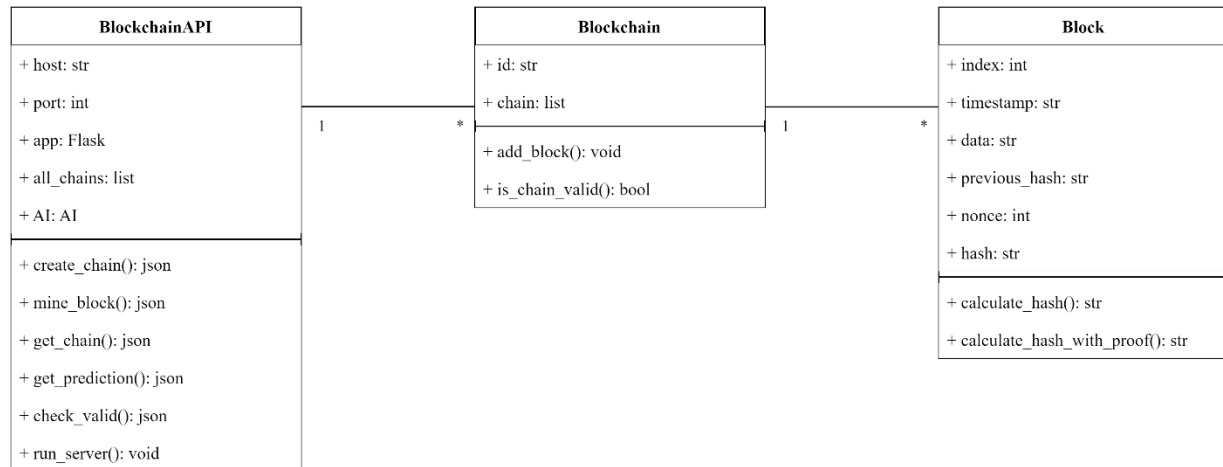 BlockchainAPI
+ host: str
+ port: int
+ app: Flask
+ all_chains: list
+ AI: AI
+ create_chain(): json
+ mine_block(): json
+ get_chain(): json
+ get_prediction(): json
+ check_valid(): json
+ run_server(): void
1
*
Blockchain
+ id: str
+ chain: list
+ add_block(): void
+ is_chain_valid(): bool
1
*
Block
+ index: int
+ timestamp: str
+ data: str
+ previous_hash: str
+ nonce: int
+ hash: str
+ calculate_hash(): str
+ calculate_hash_with_proof(): str